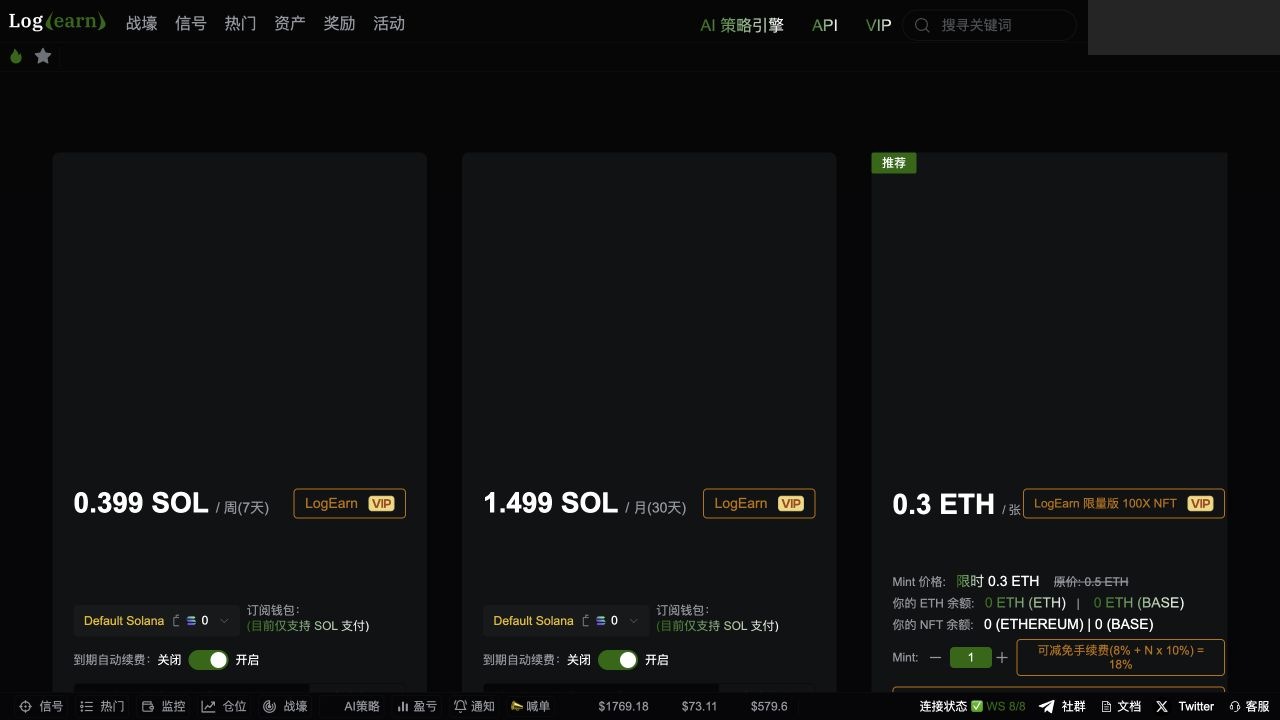 Log(earn) 战壕 信号 热门 资产 奖励 活动 AI 策略引擎 API VIP 搜寻关键词
推荐
0.399 SOL / 周(7天) LogEarn VIP
1.499 SOL / 月(30天) LogEarn VIP
0.3 ETH / 张 LogEarn 限量版 100X NFT VIP
Default Solana 0 订阅钱包:
(目前仅支持 SOL 支付)
到期自动续费: 关闭 开启
Default Solana 0 订阅钱包:
(目前仅支持 SOL 支付)
到期自动续费: 关闭 开启
Mint 价格: 限时 0.3 ETH 原价: 0.5 ETH
你的 ETH 余额: 0 ETH (ETH) | 0 ETH (BASE)
你的 NFT 余额: 0 (ETHEREUM) | 0 (BASE)
Mint: 1 可减免手续费(8% + N x 10%) =
18%
信号 热门 监控 仓位 战壕 AI策略 盈亏 通知 喊单 $1769.18 $73.11 $579.6 连接状态 ✅ WS 8/8 社群 文档 Twitter 客服